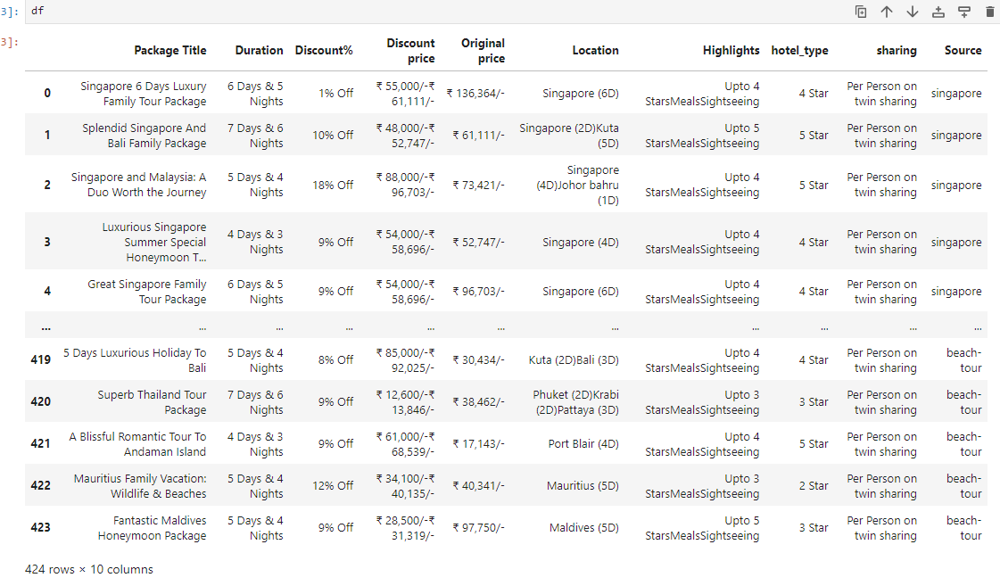 3]: df
3]:
Package Title Duration Discount% Discount price Original price Location Highlights hotel_type sharing Source
0 Singapore 6 Days Luxury Family Tour Package 6 Days & 5 Nights 1% Off ₹ 55,000/-₹ 61,111/- ₹ 136,364/- Singapore (6D) Upto 4 StarsMealsSightseeing 4 Star Per Person on twin sharing singapore
1 Splendid Singapore And Bali Family Package 7 Days & 6 Nights 10% Off ₹ 48,000/-₹ 52,747/- ₹ 61,111/- Singapore (2D)Kuta (5D) Upto 5 StarsMealsSightseeing 5 Star Per Person on twin sharing singapore
2 Singapore and Malaysia: A Duo Worth the Journey 5 Days & 4 Nights 18% Off ₹ 88,000/-₹ 96,703/- ₹ 73,421/- Singapore (4D)Johor bahru (1D) Upto 4 StarsMealsSightseeing 5 Star Per Person on twin sharing singapore
3 Luxurious Singapore Summer Special Honeymoon T... 4 Days & 3 Nights 9% Off ₹ 54,000/-₹ 58,696/- ₹ 52,747/- Singapore (4D) Upto 4 StarsMealsSightseeing 4 Star Per Person on twin sharing singapore
4 Great Singapore Family Tour Package 6 Days & 5 Nights 9% Off ₹ 54,000/-₹ 58,696/- ₹ 96,703/- Singapore (6D) Upto 4 StarsMealsSightseeing 4 Star Per Person on twin sharing singapore
... ... ... ... ... ... ... ... ... ... ...
419 5 Days Luxurious Holiday To Bali 5 Days & 4 Nights 8% Off ₹ 85,000/-₹ 92,025/- ₹ 30,434/- Kuta (2D)Bali (3D) Upto 4 StarsMealsSightseeing 4 Star Per Person on twin sharing beach-tour
420 Superb Thailand Tour Package 7 Days & 6 Nights 9% Off ₹ 12,600/-₹ 13,846/- ₹ 38,462/- Phuket (2D)Krabi (2D)Pattaya (3D) Upto 3 StarsMealsSightseeing 3 Star Per Person on twin sharing beach-tour
421 A Blissful Romantic Tour To Andaman Island 4 Days & 3 Nights 9% Off ₹ 61,000/-₹ 68,539/- ₹ 17,143/- Port Blair (4D) Upto 4 StarsMealsSightseeing 5 Star Per Person on twin sharing beach-tour
422 Mauritius Family Vacation: Wildlife & Beaches 5 Days & 4 Nights 12% Off ₹ 34,100/-₹ 40,135/- ₹ 40,341/- Mauritius (5D) Upto 3 StarsMealsSightseeing 2 Star Per Person on twin sharing beach-tour
423 Fantastic Maldives Honeymoon Package 5 Days & 4 Nights 9% Off ₹ 28,500/-₹ 31,319/- ₹ 97,750/- Maldives (5D) Upto 5 StarsMealsSightseeing 3 Star Per Person on twin sharing beach-tour
424 rows × 10 columns